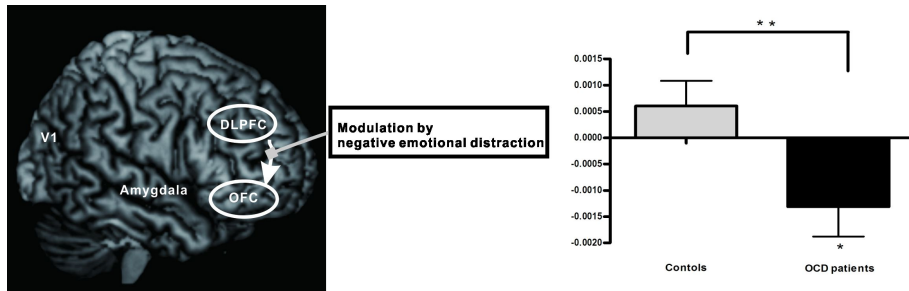 V1
DLPFC
Amygdala
OFC
Modulation by
negative emotional distraction
* *
0.0015
0.0010
0.0005
0.0000
-0.0005
-0.0010
-0.0015
-0.0020
*
Contols
OCD patients